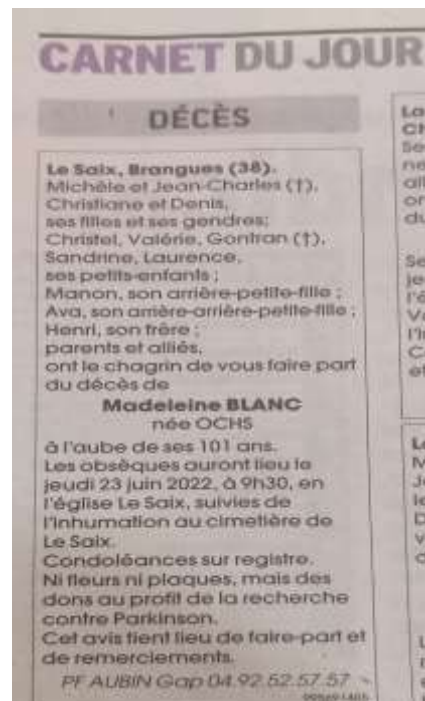 CARNET DU JOUR
DÉCÈS
Le Saix, Brangues (38).
Michèle et Jean-Charles (†),
Christiane et Denis,
ses filles et ses gendres;
Christel, Valérie, Gontran (†),
Sandrine, Laurence,
ses petits-enfants ;
Manon, son arrière-petite-fille ;
Ava, son arrière-arrière-petite-fille ;
Henri, son frère ;
parents et alliés,
ont le chagrin de vous faire part
du décès de
Madeleine BLANC
née OCHS
à l'aube de ses 101 ans.
Les obsèques auront lieu le
jeudi 23 juin 2022, à 9h30, en
l'église Le Saix, suivies de
l'inhumation au cimetière de
Le Saix.
Condoléances sur registre.
Ni fleurs ni plaques, mais des
dons au profit de la recherche
contre Parkinson.
Cet avis tient lieu de faire-part et
de remerciements.
PF AUBIN Gap 04.92.52.57.57